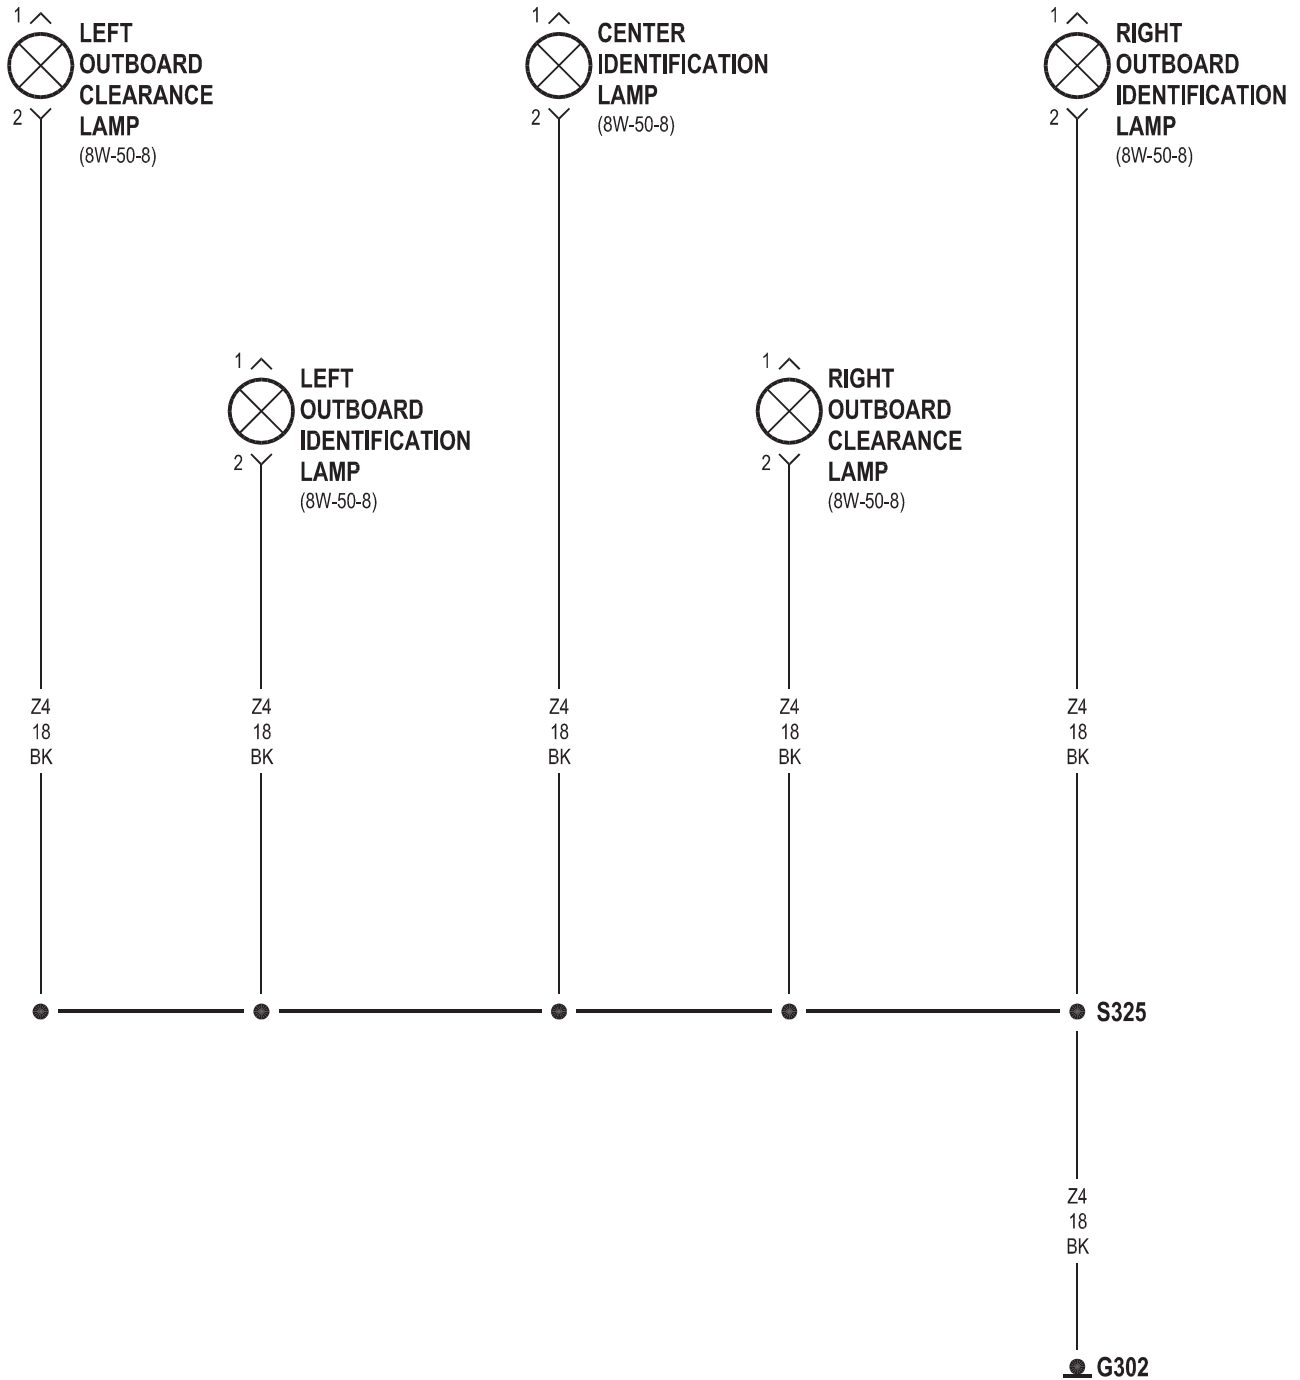 1
LEFT
OUTBOARD
CLEARANCE
LAMP
(8W-50-8)
2
1
CENTER
IDENTIFICATION
LAMP
(8W-50-8)
2
1
RIGHT
OUTBOARD
IDENTIFICATION
LAMP
(8W-50-8)
2
1
LEFT
OUTBOARD
IDENTIFICATION
LAMP
(8W-50-8)
2
1
RIGHT
OUTBOARD
CLEARANCE
LAMP
(8W-50-8)
2
Z4
18
BK
Z4
18
BK
Z4
18
BK
Z4
18
BK
Z4
18
BK
S325
Z4
18
BK
G302